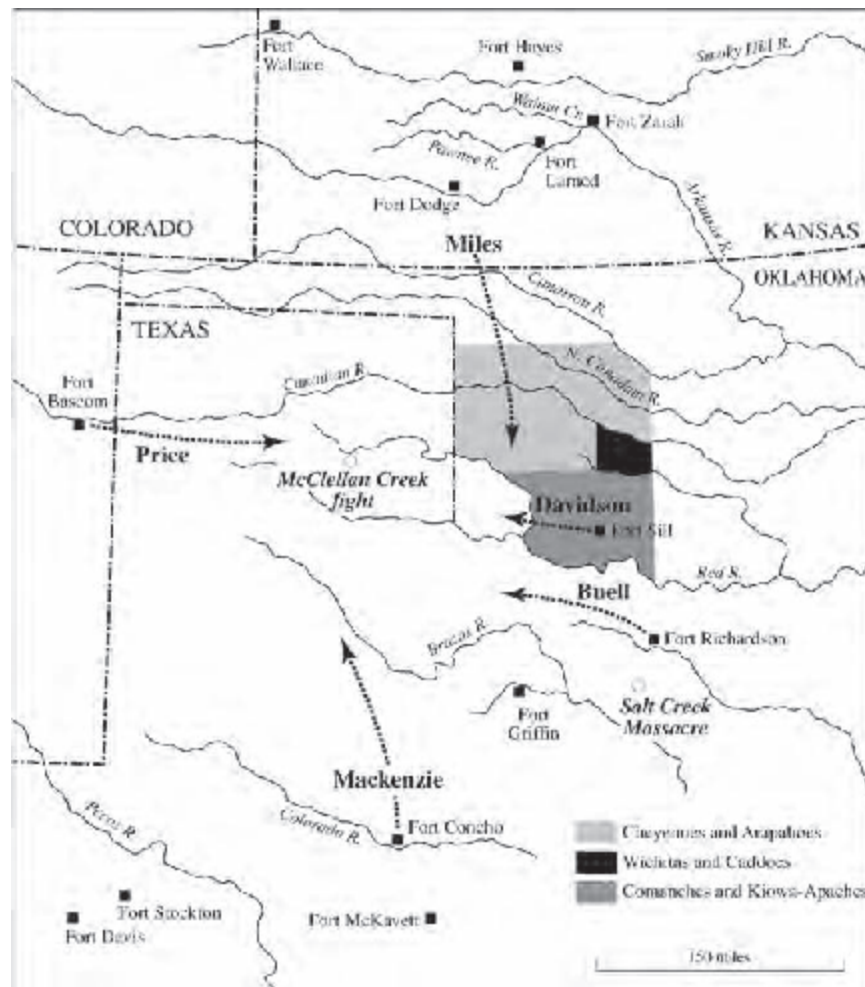 Fort
Wallace
Fort Hayes
Smoky Hill R.
Walnut Cr.
Fort Zarah
Pawnee R.
Fort
Larned
Fort Dodge
Arkansas R.
COLORADO
KANSAS
Miles
OKLAHOMA
Cimarron R.
TEXAS
N. Canadian R.
Canadian R.
Fort
Bascom
Price
McClellan Creek
fight
Davidson
Fort Sill
Red R.
Buell
Fort Richardson
Brazos R.
Salt Creek
Massacre
Fort
Griffin
Mackenzie
Pecos R.
Colorado R.
Fort Concho
Cheyennes and Arapahoes
Wichitas and Caddoes
Comanches and Kiowa-Apaches
Fort Stockton
Fort McKavett
Fort Davis
150 miles